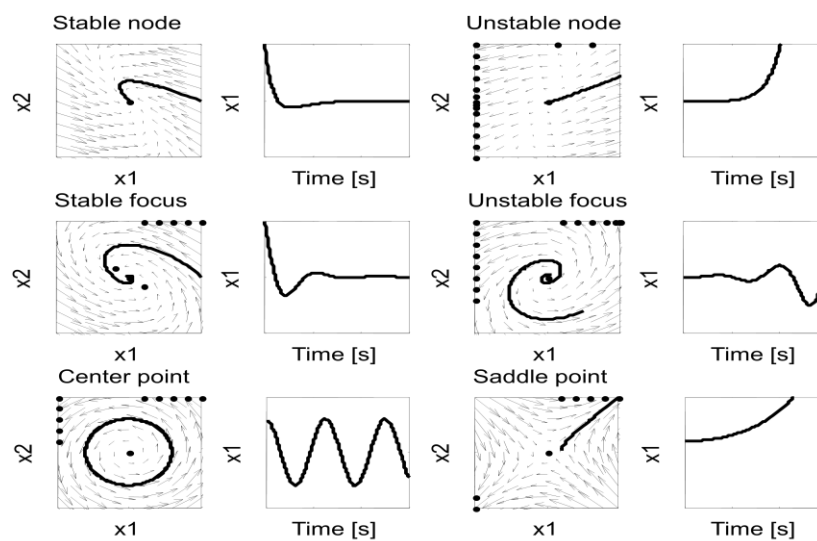 Stable node
Unstable node
x2
x1
x2
x1
x1
Time [s]
x1
Time [s]
Stable focus
Unstable focus
x2
x1
x2
x1
x1
Time [s]
x1
Time [s]
Center point
Saddle point
x2
x1
x2
x1
x1
Time [s]
x1
Time [s]